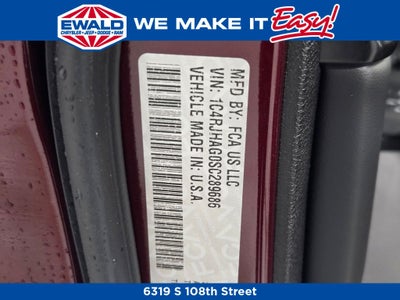 EWALD
CHRYSLER • JEEP • DODGE • RAM
WE MAKE IT Easy!
MFD BY: FCA US LLC
VIN: 1C4RJHAG0SC289686
VEHICLE MADE IN: U.S.A.
6319 S 108th Street